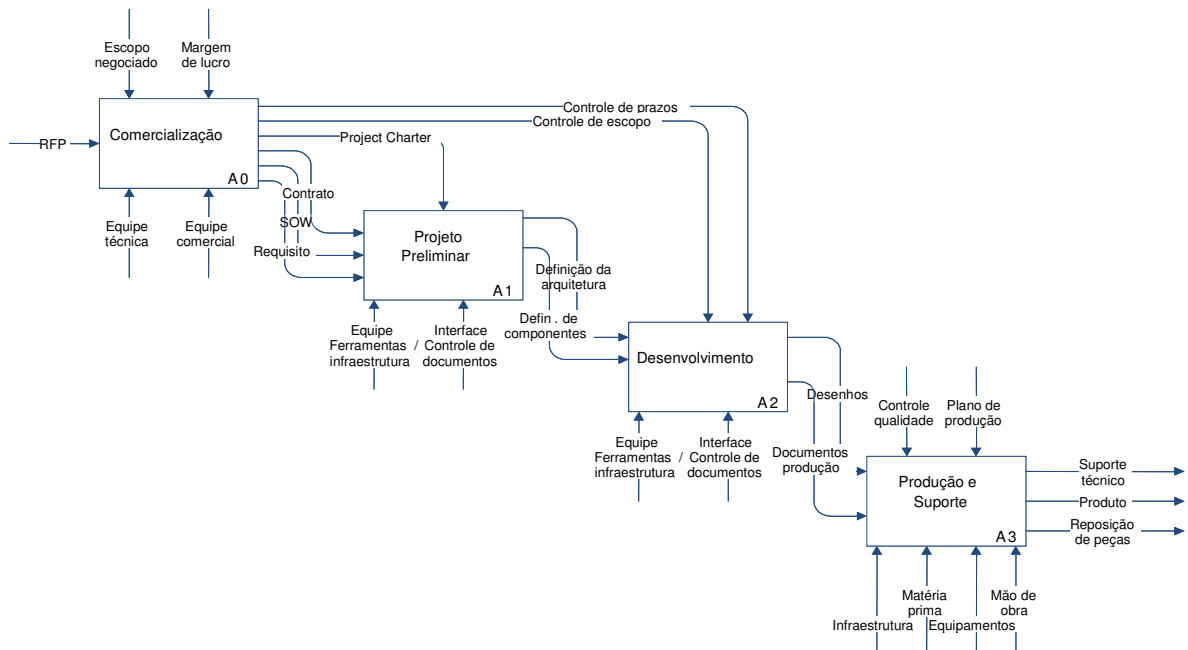 Escopo
negociado
Margem
de lucro
RFP
Comercialização
A0
Equipe
técnica
Equipe
comercial
Controle de prazos
Controle de escopo
Project Charter
Contrato
SOW
Requisito
Projeto
Preliminar
A1
Equipe
Ferramentas /
infraestrutura
Interface
Controle de
documentos
Definição da
arquitetura
Defin . de
componentes
Desenvolvimento
A2
Equipe
Ferramentas /
infraestrutura
Interface
Controle de
documentos
Desenhos
Documentos
produção
Controle
qualidade
Plano de
produção
Produção e
Suporte
A3
Suporte
técnico
Produto
Reposição
de peças
Infraestrutura
Matéria
prima
Equipamentos
Mão de
obra